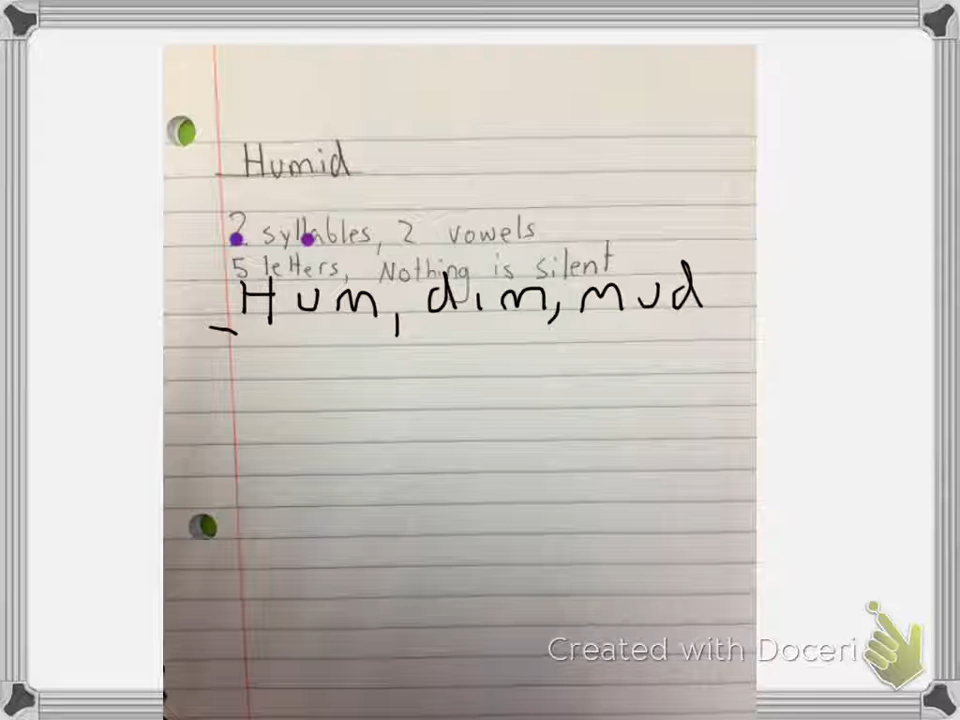 Humid
2 syllables, 2 vowels
5 letters, Nothing is silent
Hum, dim, mud
Created with Doceri